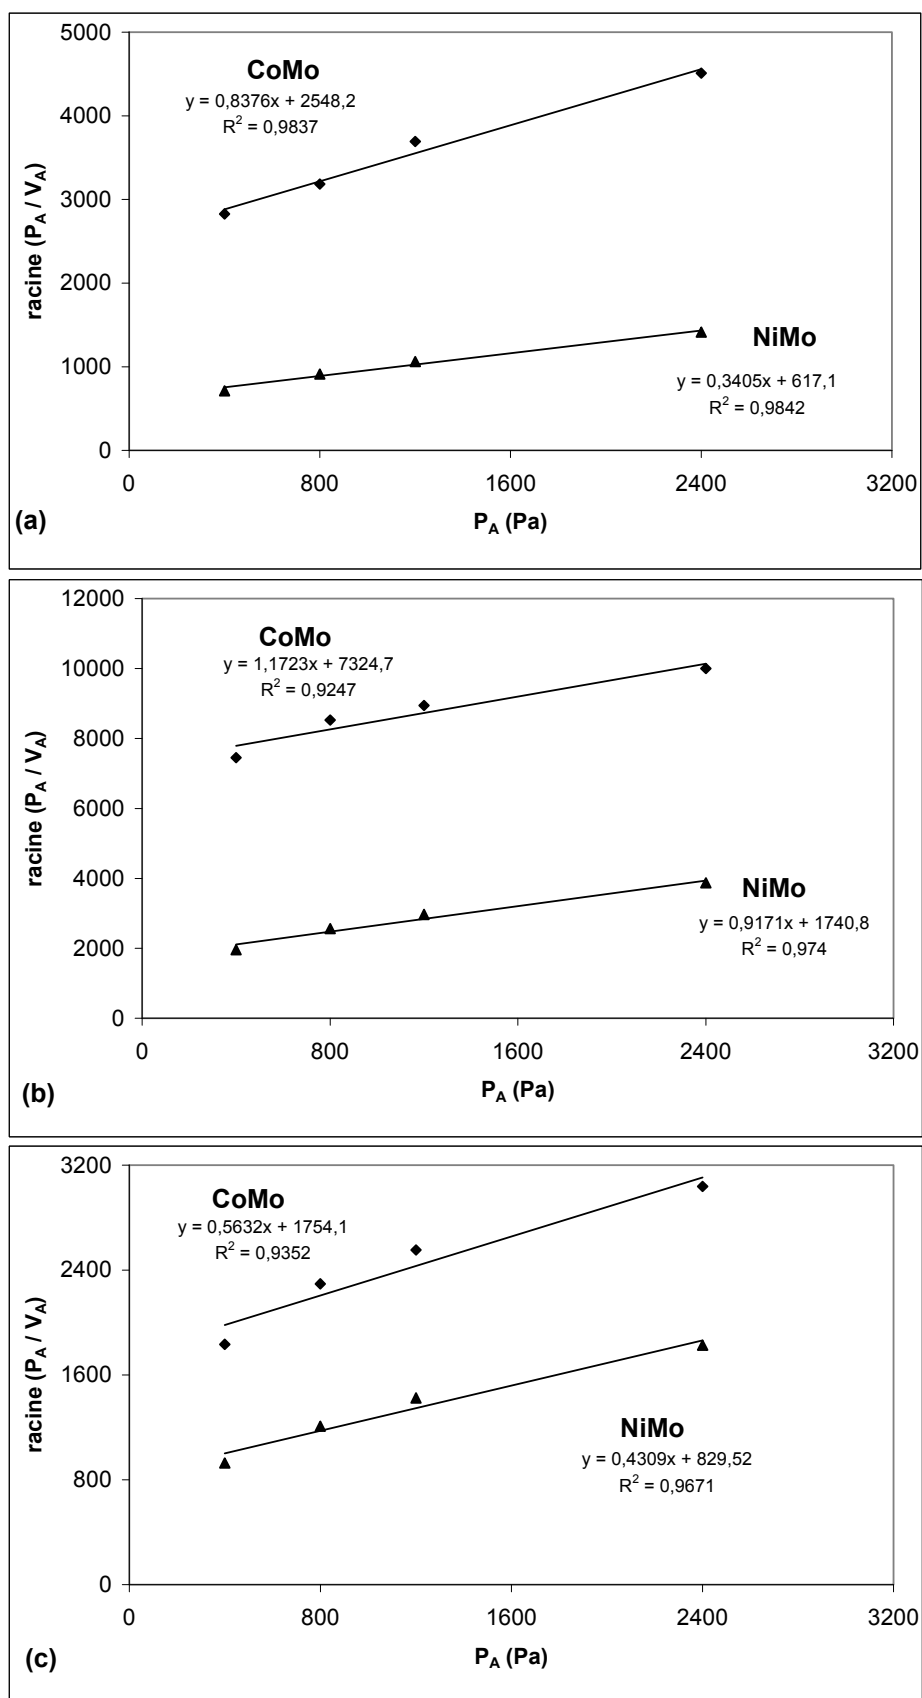 5000
CoMo
y = 0,8376x + 2548,2
R² = 0,9837
4000
3000
2000
1000
0
racine (P_A / V_A)
NiMo
y = 0,3405x + 617,1
R² = 0,9842
0 800 1600 2400 3200
P_A (Pa)
(a)
12000
CoMo
y = 1,1723x + 7324,7
R² = 0,9247
10000
8000
6000
4000
2000
0
racine (P_A / V_A)
NiMo
y = 0,9171x + 1740,8
R² = 0,974
0 800 1600 2400 3200
P_A (Pa)
(b)
3200
CoMo
y = 0,5632x + 1754,1
R² = 0,9352
2400
1600
800
0
racine (P_A / V_A)
NiMo
y = 0,4309x + 829,52
R² = 0,9671
0 800 1600 2400 3200
P_A (Pa)
(c)